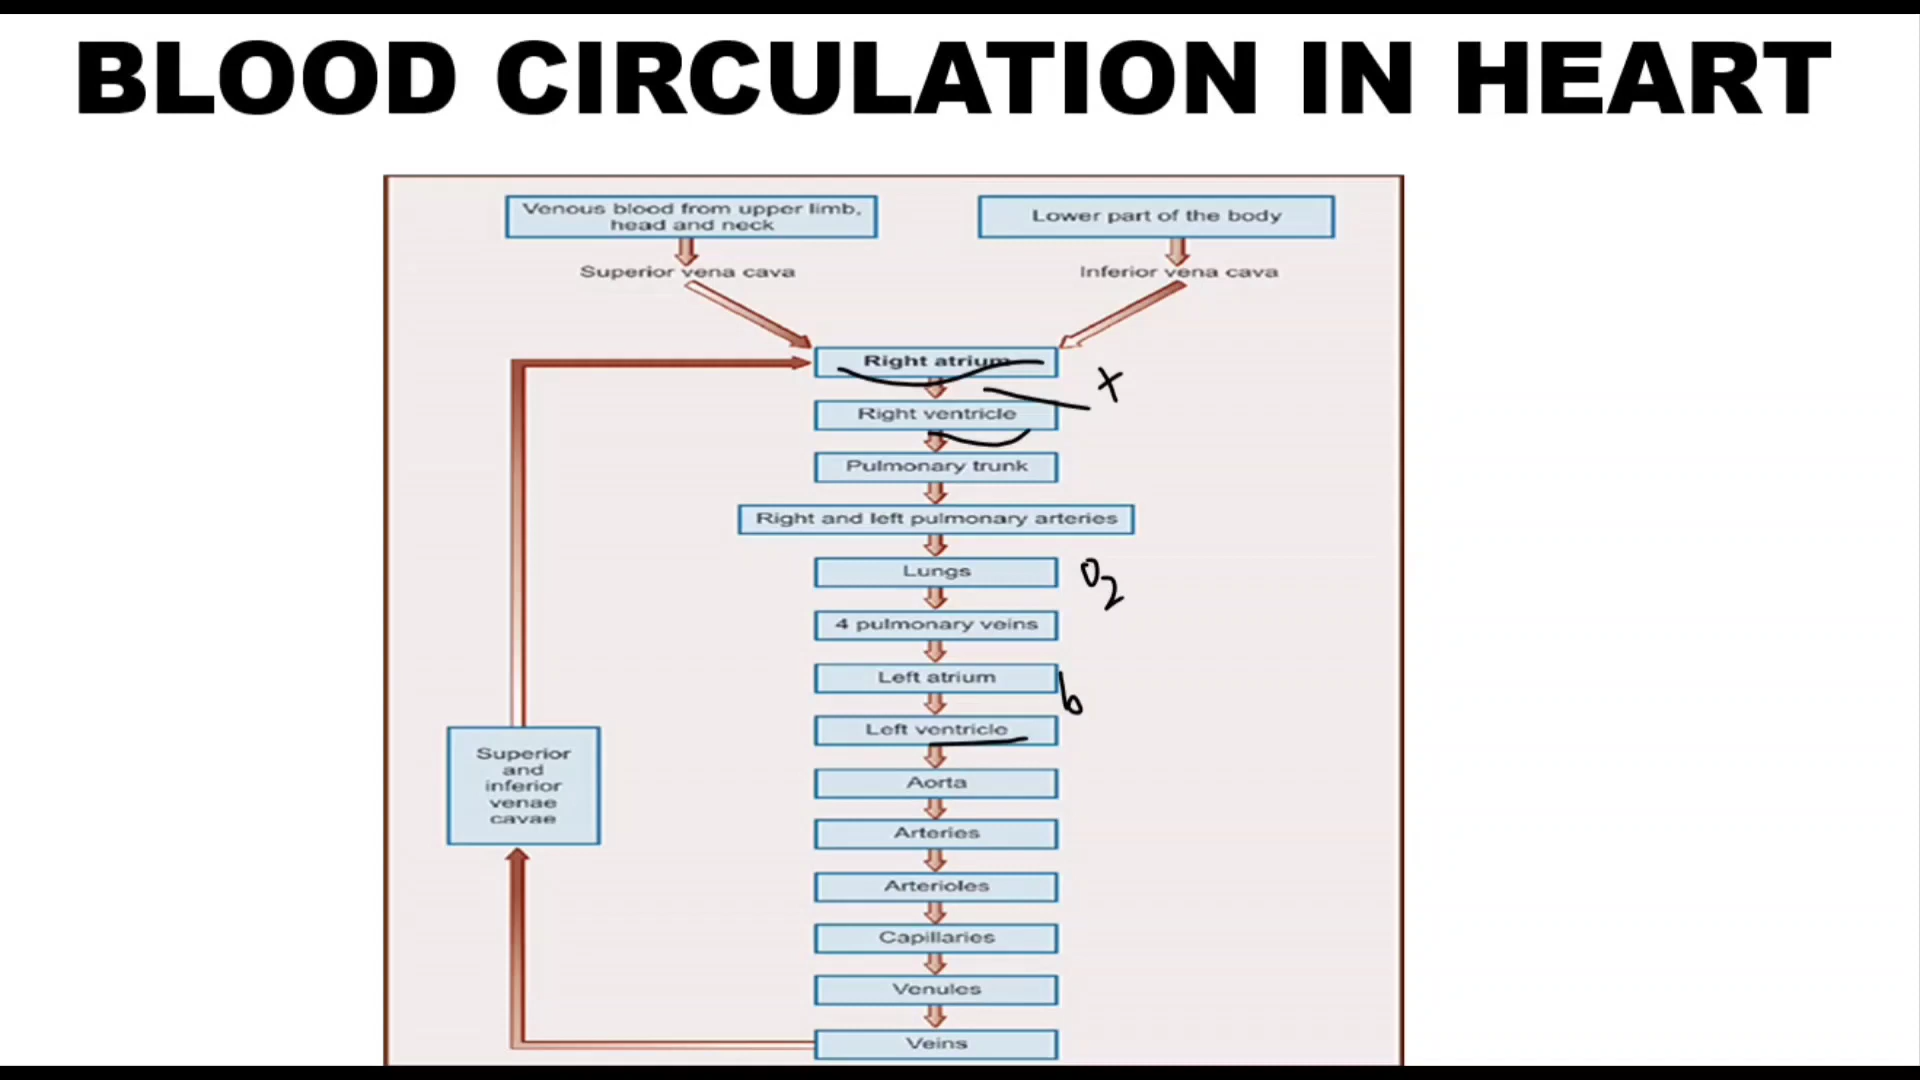 BLOOD CIRCULATION IN HEART
Venous blood from upper limb,
head and neck
Lower part of the body
Superior vena cava
Inferior vena cava
Right atrium
x
Right ventricle
Pulmonary trunk
Right and left pulmonary arteries
Lungs
O2
4 pulmonary veins
Left atrium
b
Left ventricle
Superior
and
inferior
venae
cavae
Aorta
Arteries
Arterioles
Capillaries
Venules
Veins